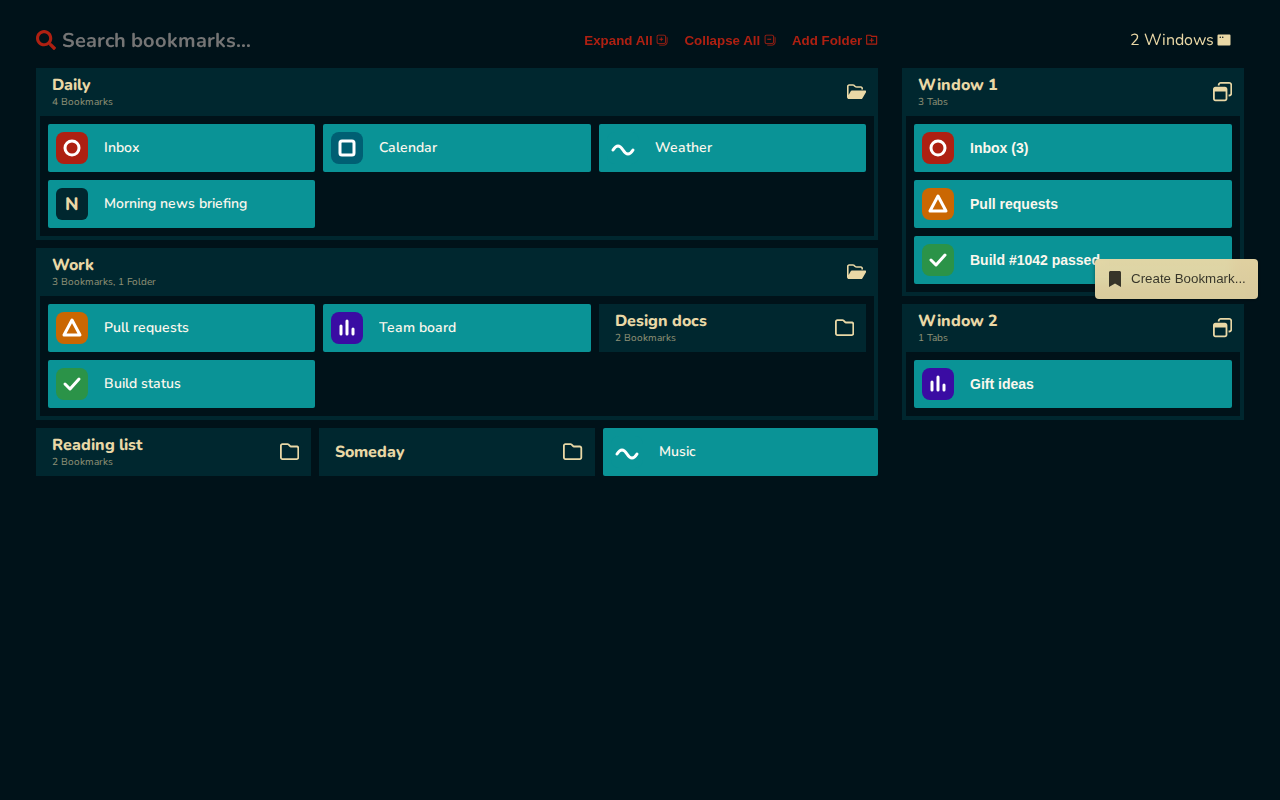 Search bookmarks...
Expand All
Collapse All
Add Folder
2 Windows
Daily
4 Bookmarks
Inbox
Calendar
Weather
N
Morning news briefing
Work
3 Bookmarks, 1 Folder
Pull requests
Team board
Design docs
2 Bookmarks
Build status
Reading list
2 Bookmarks
Someday
Music
Window 1
3 Tabs
Inbox (3)
Pull requests
Build #1042 passed
Create Bookmark...
Window 2
1 Tabs
Gift ideas